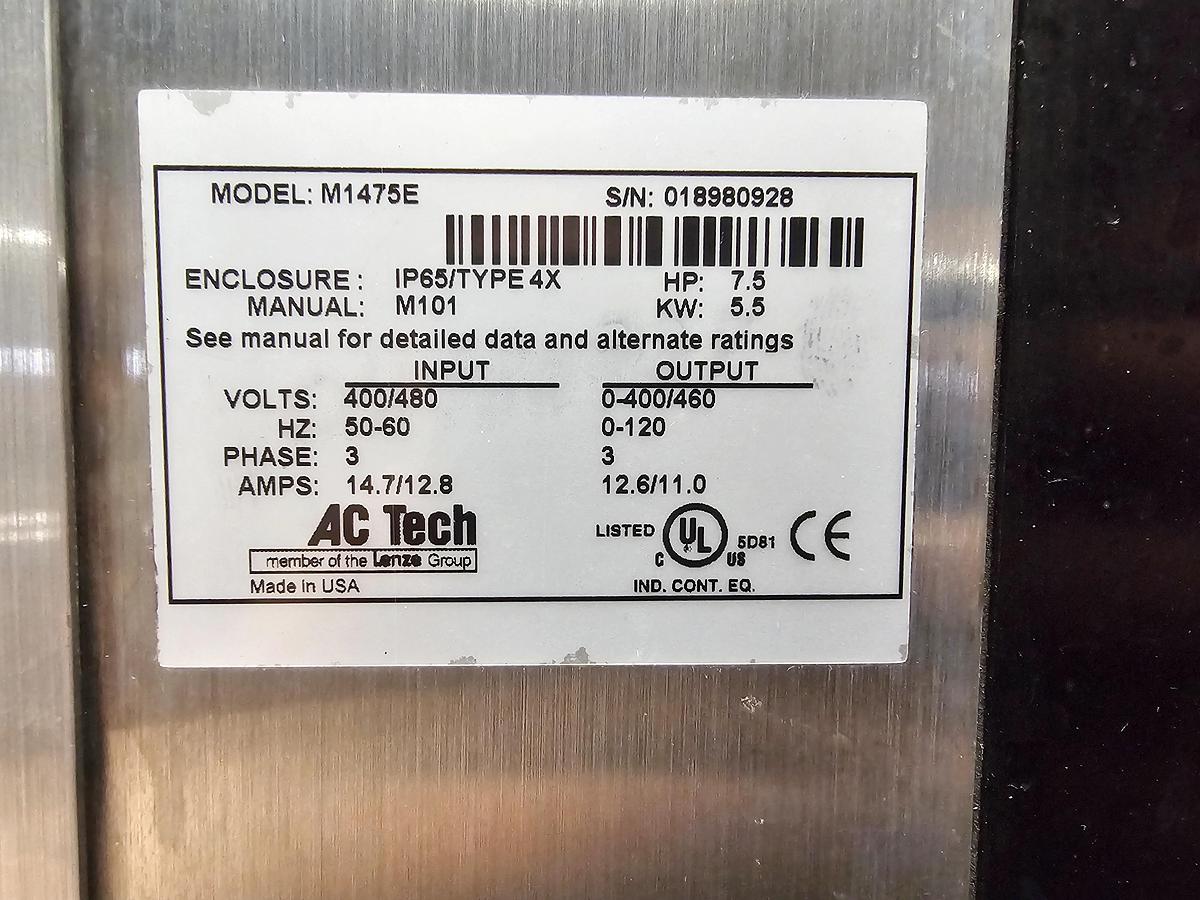 MODEL: M1475E S/N: 018980928
ENCLOSURE : IP65/TYPE 4X HP: 7.5
MANUAL: M101 KW: 5.5
See manual for detailed data and alternate ratings
INPUT OUTPUT
VOLTS: 400/480 0-400/460
HZ: 50-60 0-120
PHASE: 3 3
AMPS: 14.7/12.8 12.6/11.0
AC Tech
member of the Lenze Group
Made in USA
LISTED UL 5D81 CE
C US
IND. CONT. EQ.